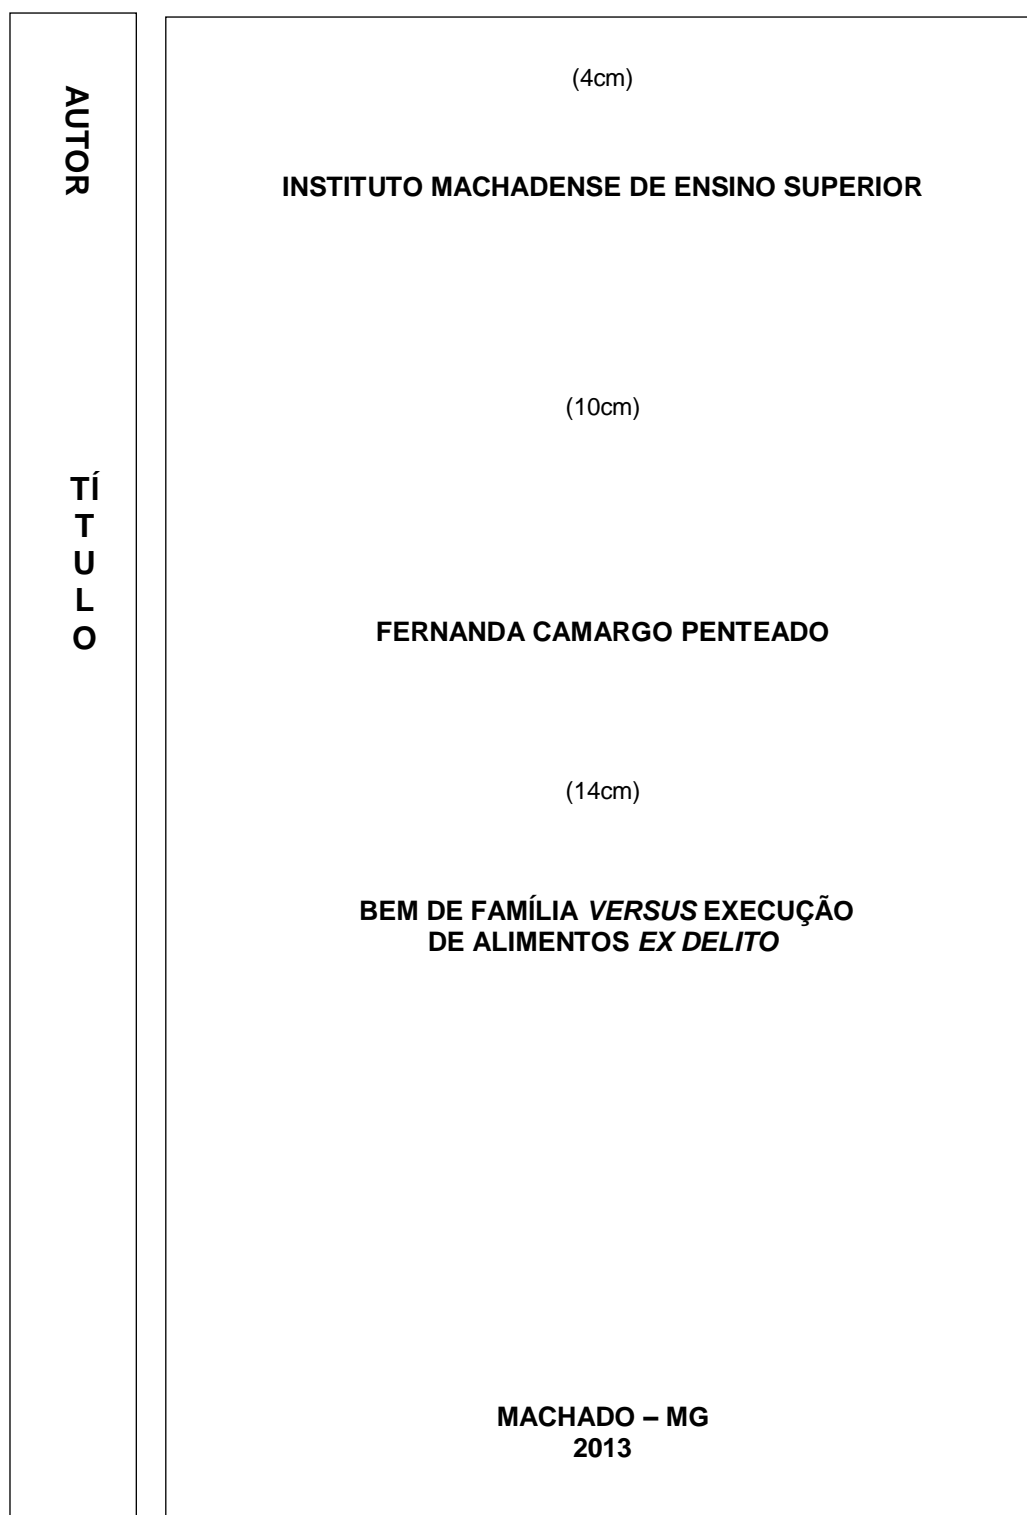 AUTOR
TÍ
T
U
L
O
(4cm)
INSTITUTO MACHADENSE DE ENSINO SUPERIOR
(10cm)
FERNANDA CAMARGO PENTEADO
(14cm)
BEM DE FAMÍLIA VERSUS EXECUÇÃO
DE ALIMENTOS EX DELITO
MACHADO – MG
2013